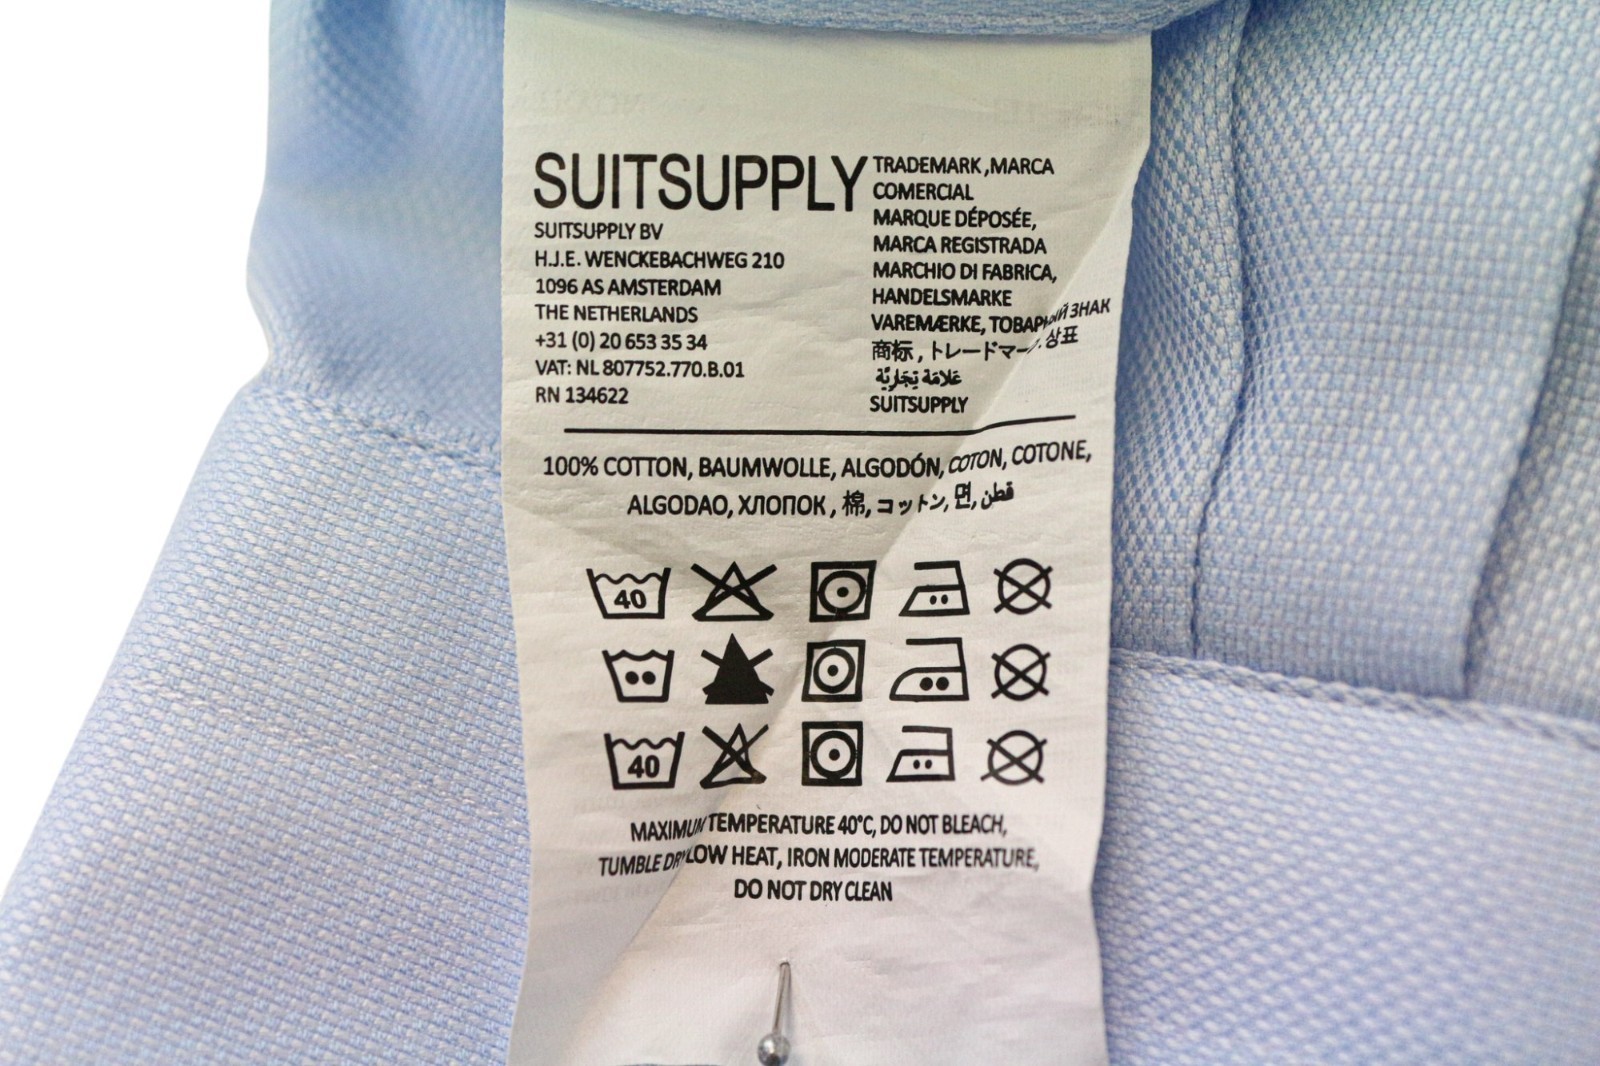 SUITSUPPLY
SUITSUPPLY BV
H.J.E. WENCKEBACHWEG 210
1096 AS AMSTERDAM
THE NETHERLANDS
+31 (0) 20 653 35 34
VAT: NL 807752.770.B.01
RN 134622
TRADEMARK ,MARCA
COMERCIAL
MARQUE DÉPOSÉE,
MARCA REGISTRADA
MARCHIO DI FABRICA,
HANDELSMARKE
VAREMÆRKE, ТОВАРНЫЙ ЗНАК
商标 , トレードマーク, 상표
عَلامَة تِجَارِيَّة
SUITSUPPLY
100% COTTON, BAUMWOLLE, ALGODÓN, COTON, COTONE,
ALGODAO, ХЛОПОК , 棉, コットン, 면, قطن
40
40
MAXIMUM TEMPERATURE 40°C, DO NOT BLEACH,
TUMBLE DRY LOW HEAT, IRON MODERATE TEMPERATURE,
DO NOT DRY CLEAN